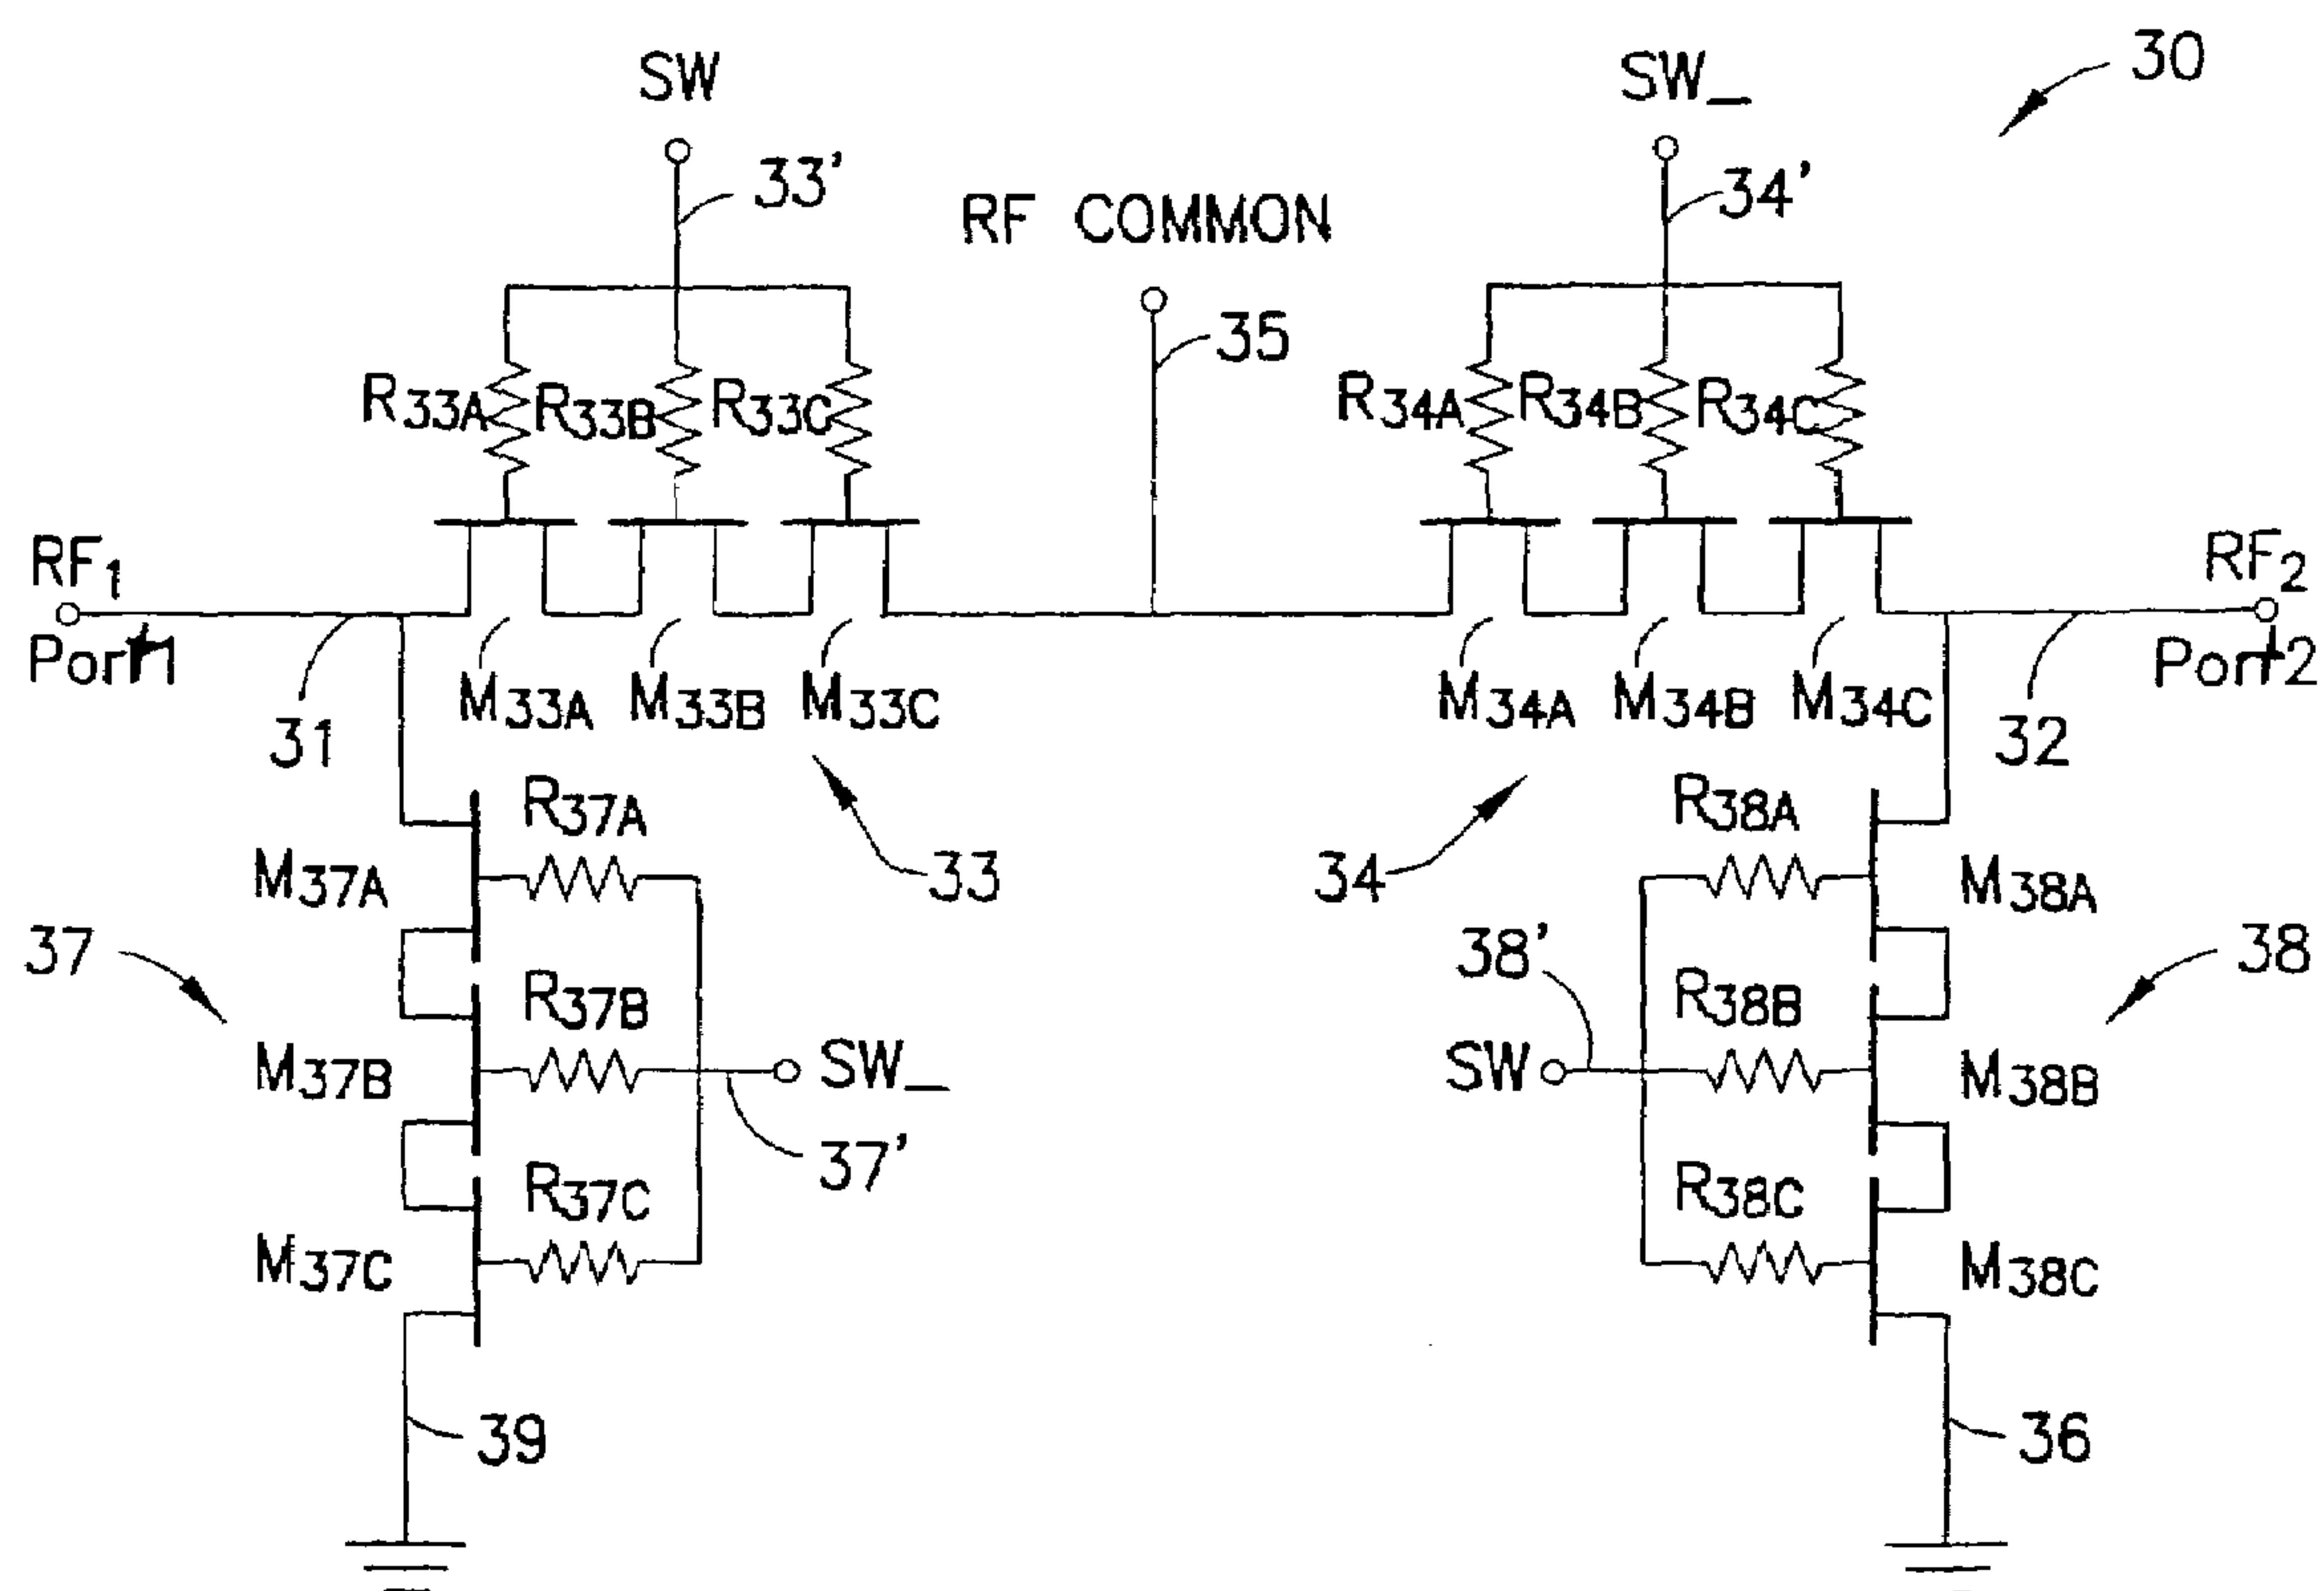 SW
SW_
30
33'
34'
RF COMMON
35
R33A
R33B
R33C
R34A
R34B
R34C
RF1
Port1
RF2
Port2
31
M33A
M33B
M33C
M34A
M34B
M34C
32
R37A
R38A
M37A
33
34
M38A
37
38'
38
R37B
R38B
M37B
SW_
SW
M38B
37'
R37C
R38C
M37C
M38C
39
36